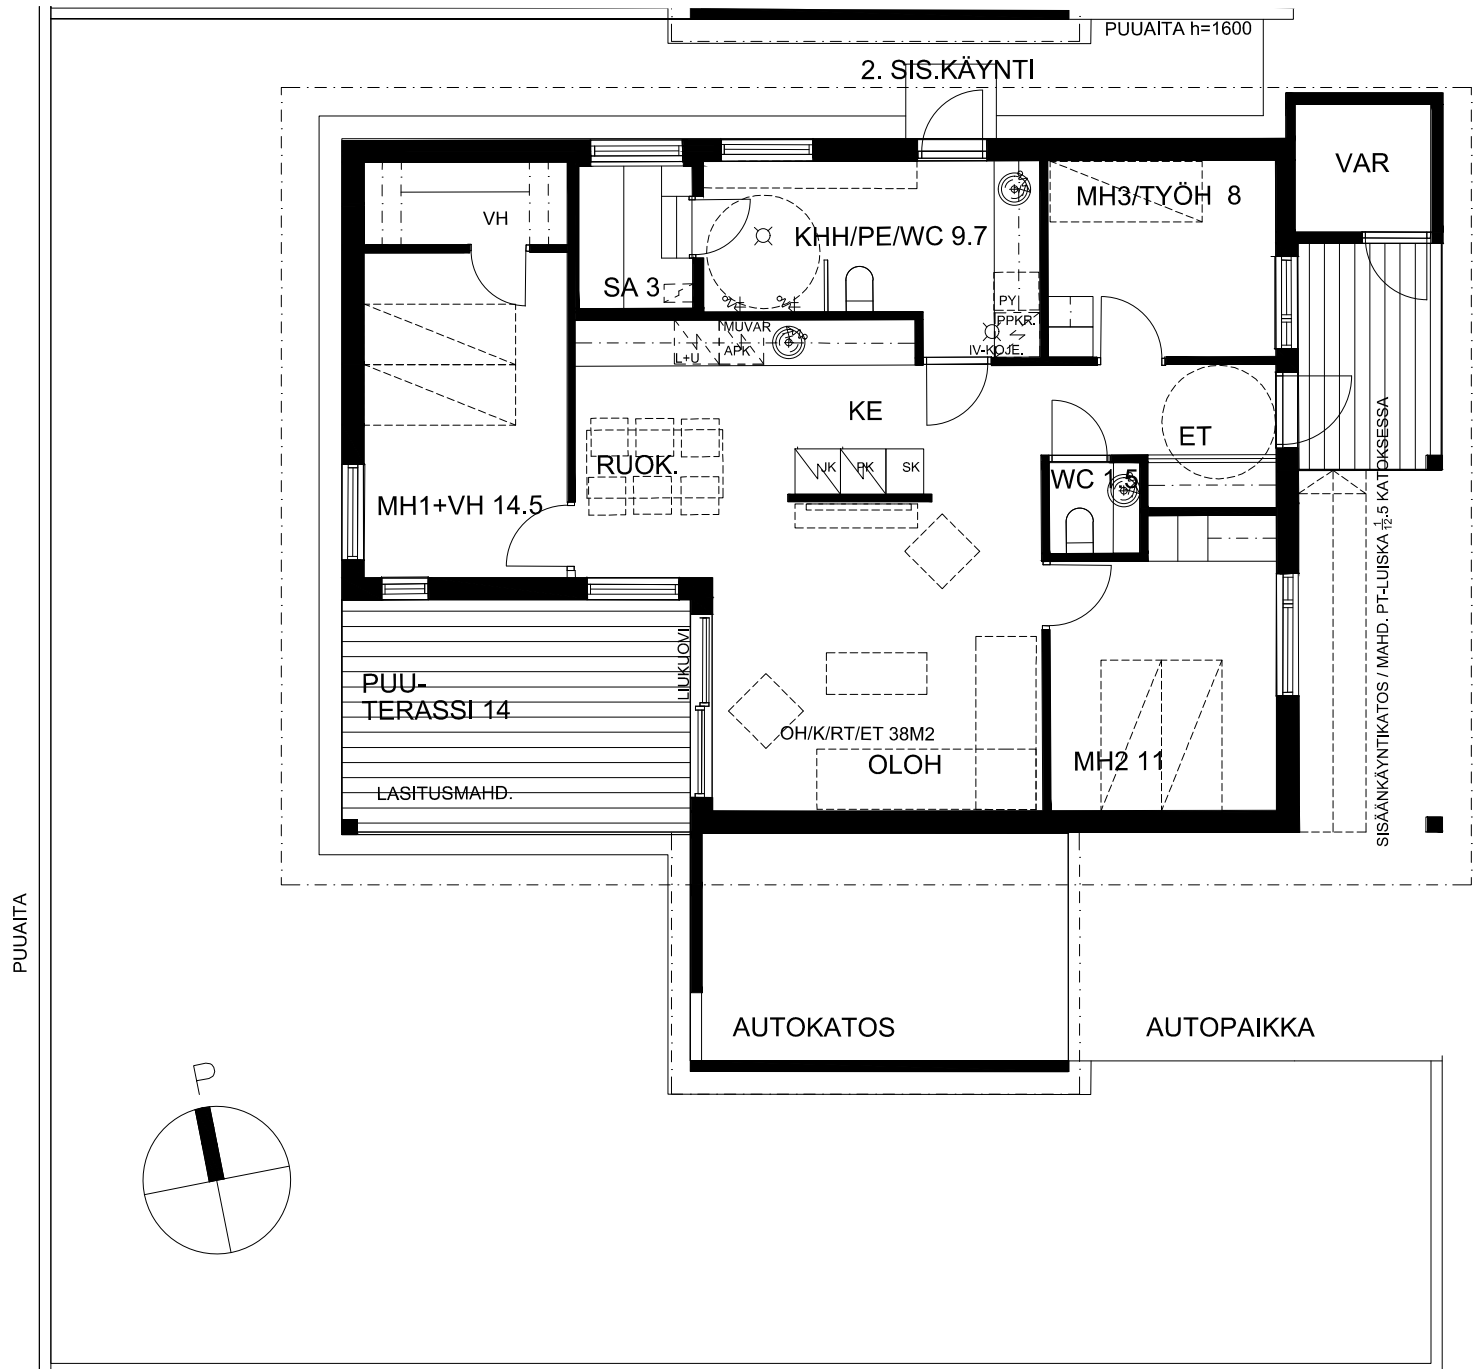 PUUAITA h=1600
2. SIS.KÄYNTI
VAR
MH3/TYÖH 8
VH
KHH/PE/WC 9.7
SA 3
PY
PPKR.
IV-KOJE.
MUVAR
L+U
APK
KE
ET
RUOK.
JK
PK
SK
WC 1.5
MH1+VH 14.5
LIUKUOVI
PUU-
TERASSI 14
LASITUSMAHD.
OH/K/RT/ET 38M2
OLOH
MH2 11
SISÄÄNKÄYNTIKATOS / MAHD. PT-LUISKA 1/12.5 KATOKSESSA
PUUAITA
AUTOKATOS
AUTOPAIKKA
P